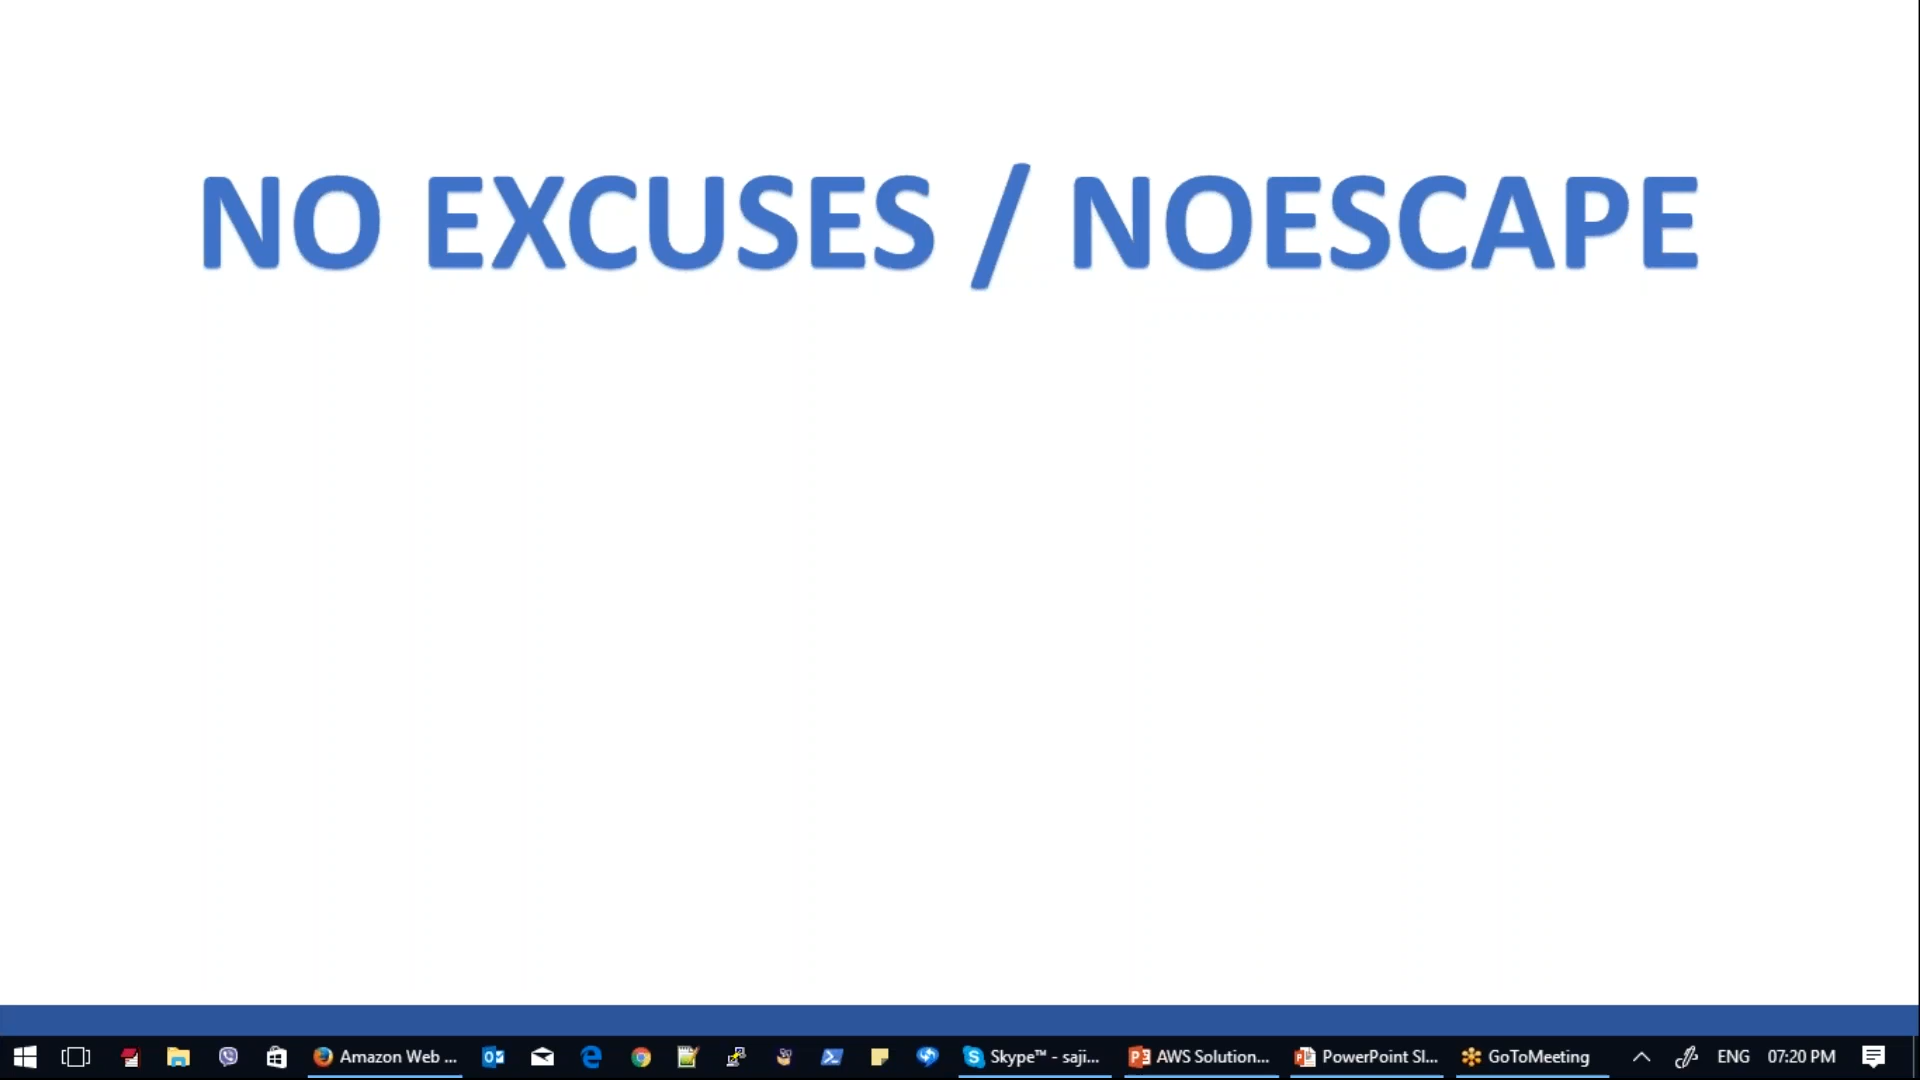 NO EXCUSES / NOESCAPE
Amazon Web ...
Skype™ - saji...
AWS Solution...
PowerPoint Sl...
GoToMeeting
ENG
07:20 PM